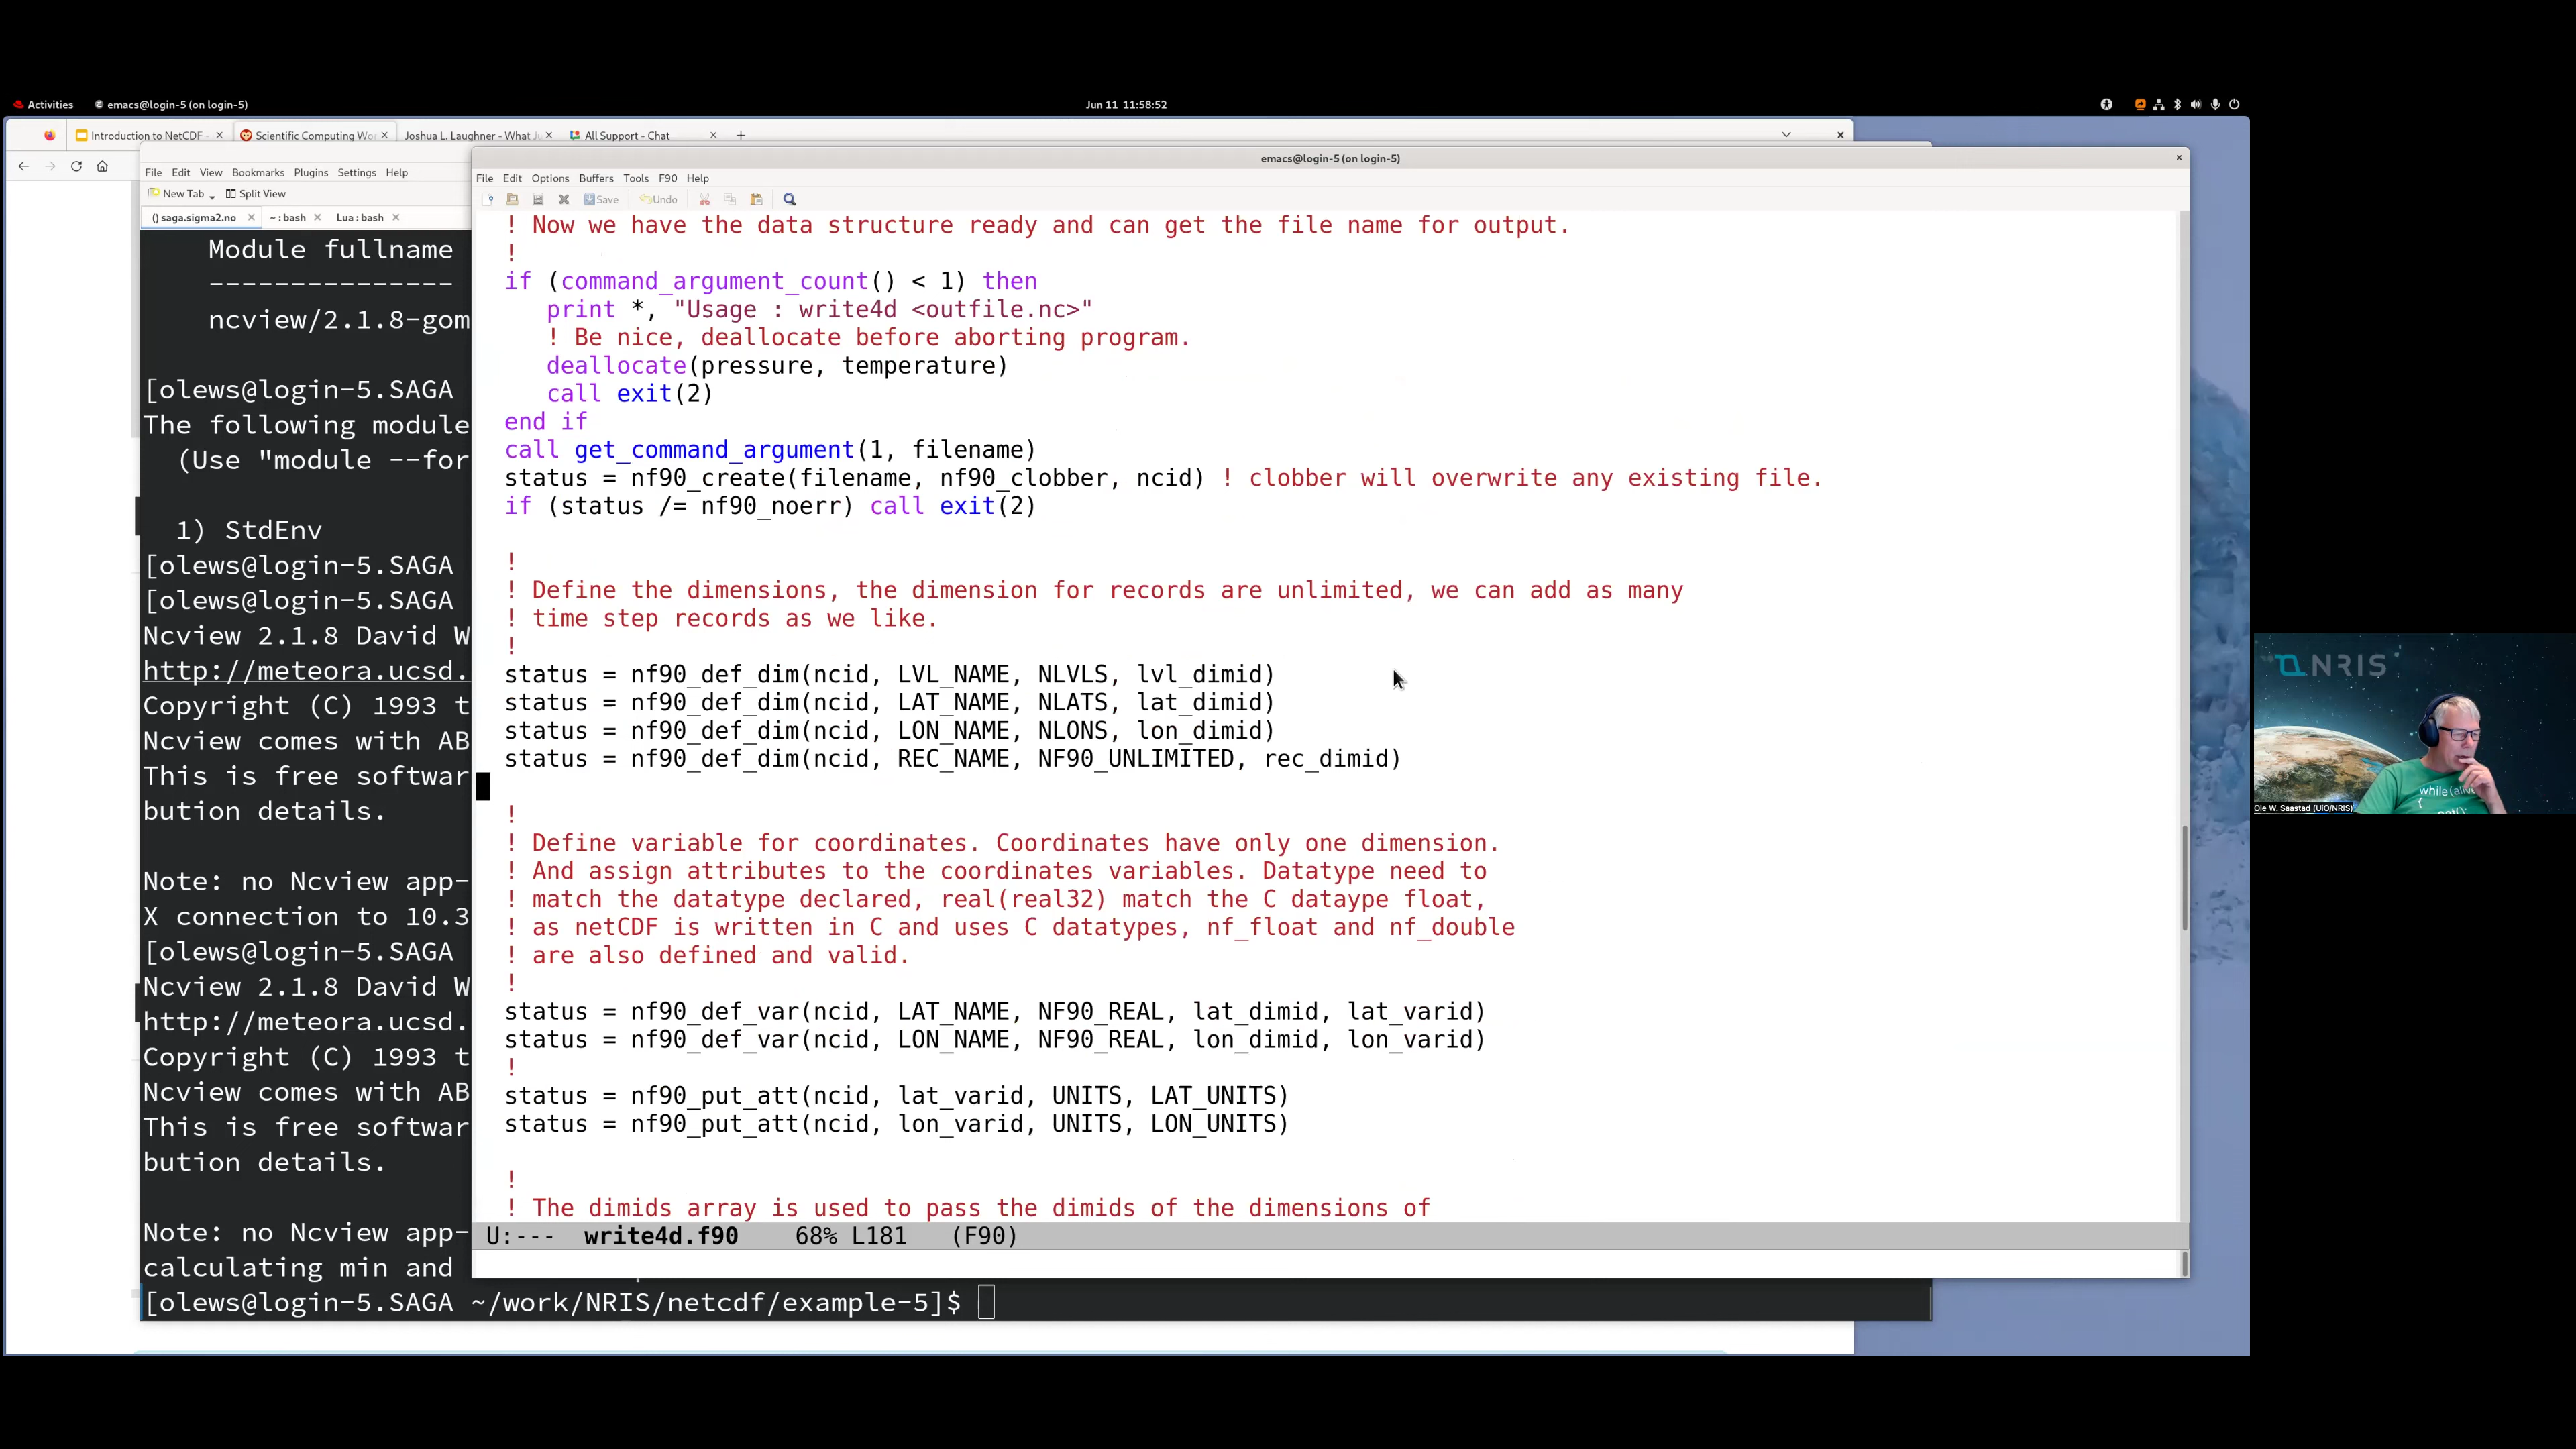 Activities emacs@login-5 (on login-5) Jun 11 11:58:52
Introduction to NetCDF - × Scientific Computing Wo × Joshua L. Laughner - What × All Support - Chat × + ×
emacs@login-5 (on login-5) ×
File Edit View Bookmarks Plugins Settings Help
New Tab Split View
() saga.sigma2.no × ~ : bash × Lua : bash ×
File Edit Options Buffers Tools F90 Help
Save Undo
Module fullname
---------------
ncview/2.1.8-gom
[olews@login-5.SAGA
The following module
(Use "module --for
1) StdEnv
[olews@login-5.SAGA
[olews@login-5.SAGA
Ncview 2.1.8 David W
http://meteora.ucsd.
Copyright (C) 1993 t
Ncview comes with AB
This is free softwar
bution details.
Note: no Ncview app-
X connection to 10.3
[olews@login-5.SAGA
Ncview 2.1.8 David W
http://meteora.ucsd.
Copyright (C) 1993 t
Ncview comes with AB
This is free softwar
bution details.
Note: no Ncview app-
calculating min and
[olews@login-5.SAGA ~/work/NRIS/netcdf/example-5]$
! Now we have the data structure ready and can get the file name for output.
!
if (command_argument_count() < 1) then
print *, "Usage : write4d <outfile.nc>"
! Be nice, deallocate before aborting program.
deallocate(pressure, temperature)
call exit(2)
end if
call get_command_argument(1, filename)
status = nf90_create(filename, nf90_clobber, ncid) ! clobber will overwrite any existing file.
if (status /= nf90_noerr) call exit(2)
!
! Define the dimensions, the dimension for records are unlimited, we can add as many
! time step records as we like.
!
status = nf90_def_dim(ncid, LVL_NAME, NLVLS, lvl_dimid)
status = nf90_def_dim(ncid, LAT_NAME, NLATS, lat_dimid)
status = nf90_def_dim(ncid, LON_NAME, NLONS, lon_dimid)
status = nf90_def_dim(ncid, REC_NAME, NF90_UNLIMITED, rec_dimid)
!
! Define variable for coordinates. Coordinates have only one dimension.
! And assign attributes to the coordinates variables. Datatype need to
! match the datatype declared, real(real32) match the C dataype float,
! as netCDF is written in C and uses C datatypes, nf_float and nf_double
! are also defined and valid.
!
status = nf90_def_var(ncid, LAT_NAME, NF90_REAL, lat_dimid, lat_varid)
status = nf90_def_var(ncid, LON_NAME, NF90_REAL, lon_dimid, lon_varid)
!
status = nf90_put_att(ncid, lat_varid, UNITS, LAT_UNITS)
status = nf90_put_att(ncid, lon_varid, UNITS, LON_UNITS)
!
! The dimids array is used to pass the dimids of the dimensions of
U:--- write4d.f90 68% L181 (F90)
NRIS
while(alive)
{
Ole W. Saastad (UiO/NRIS)